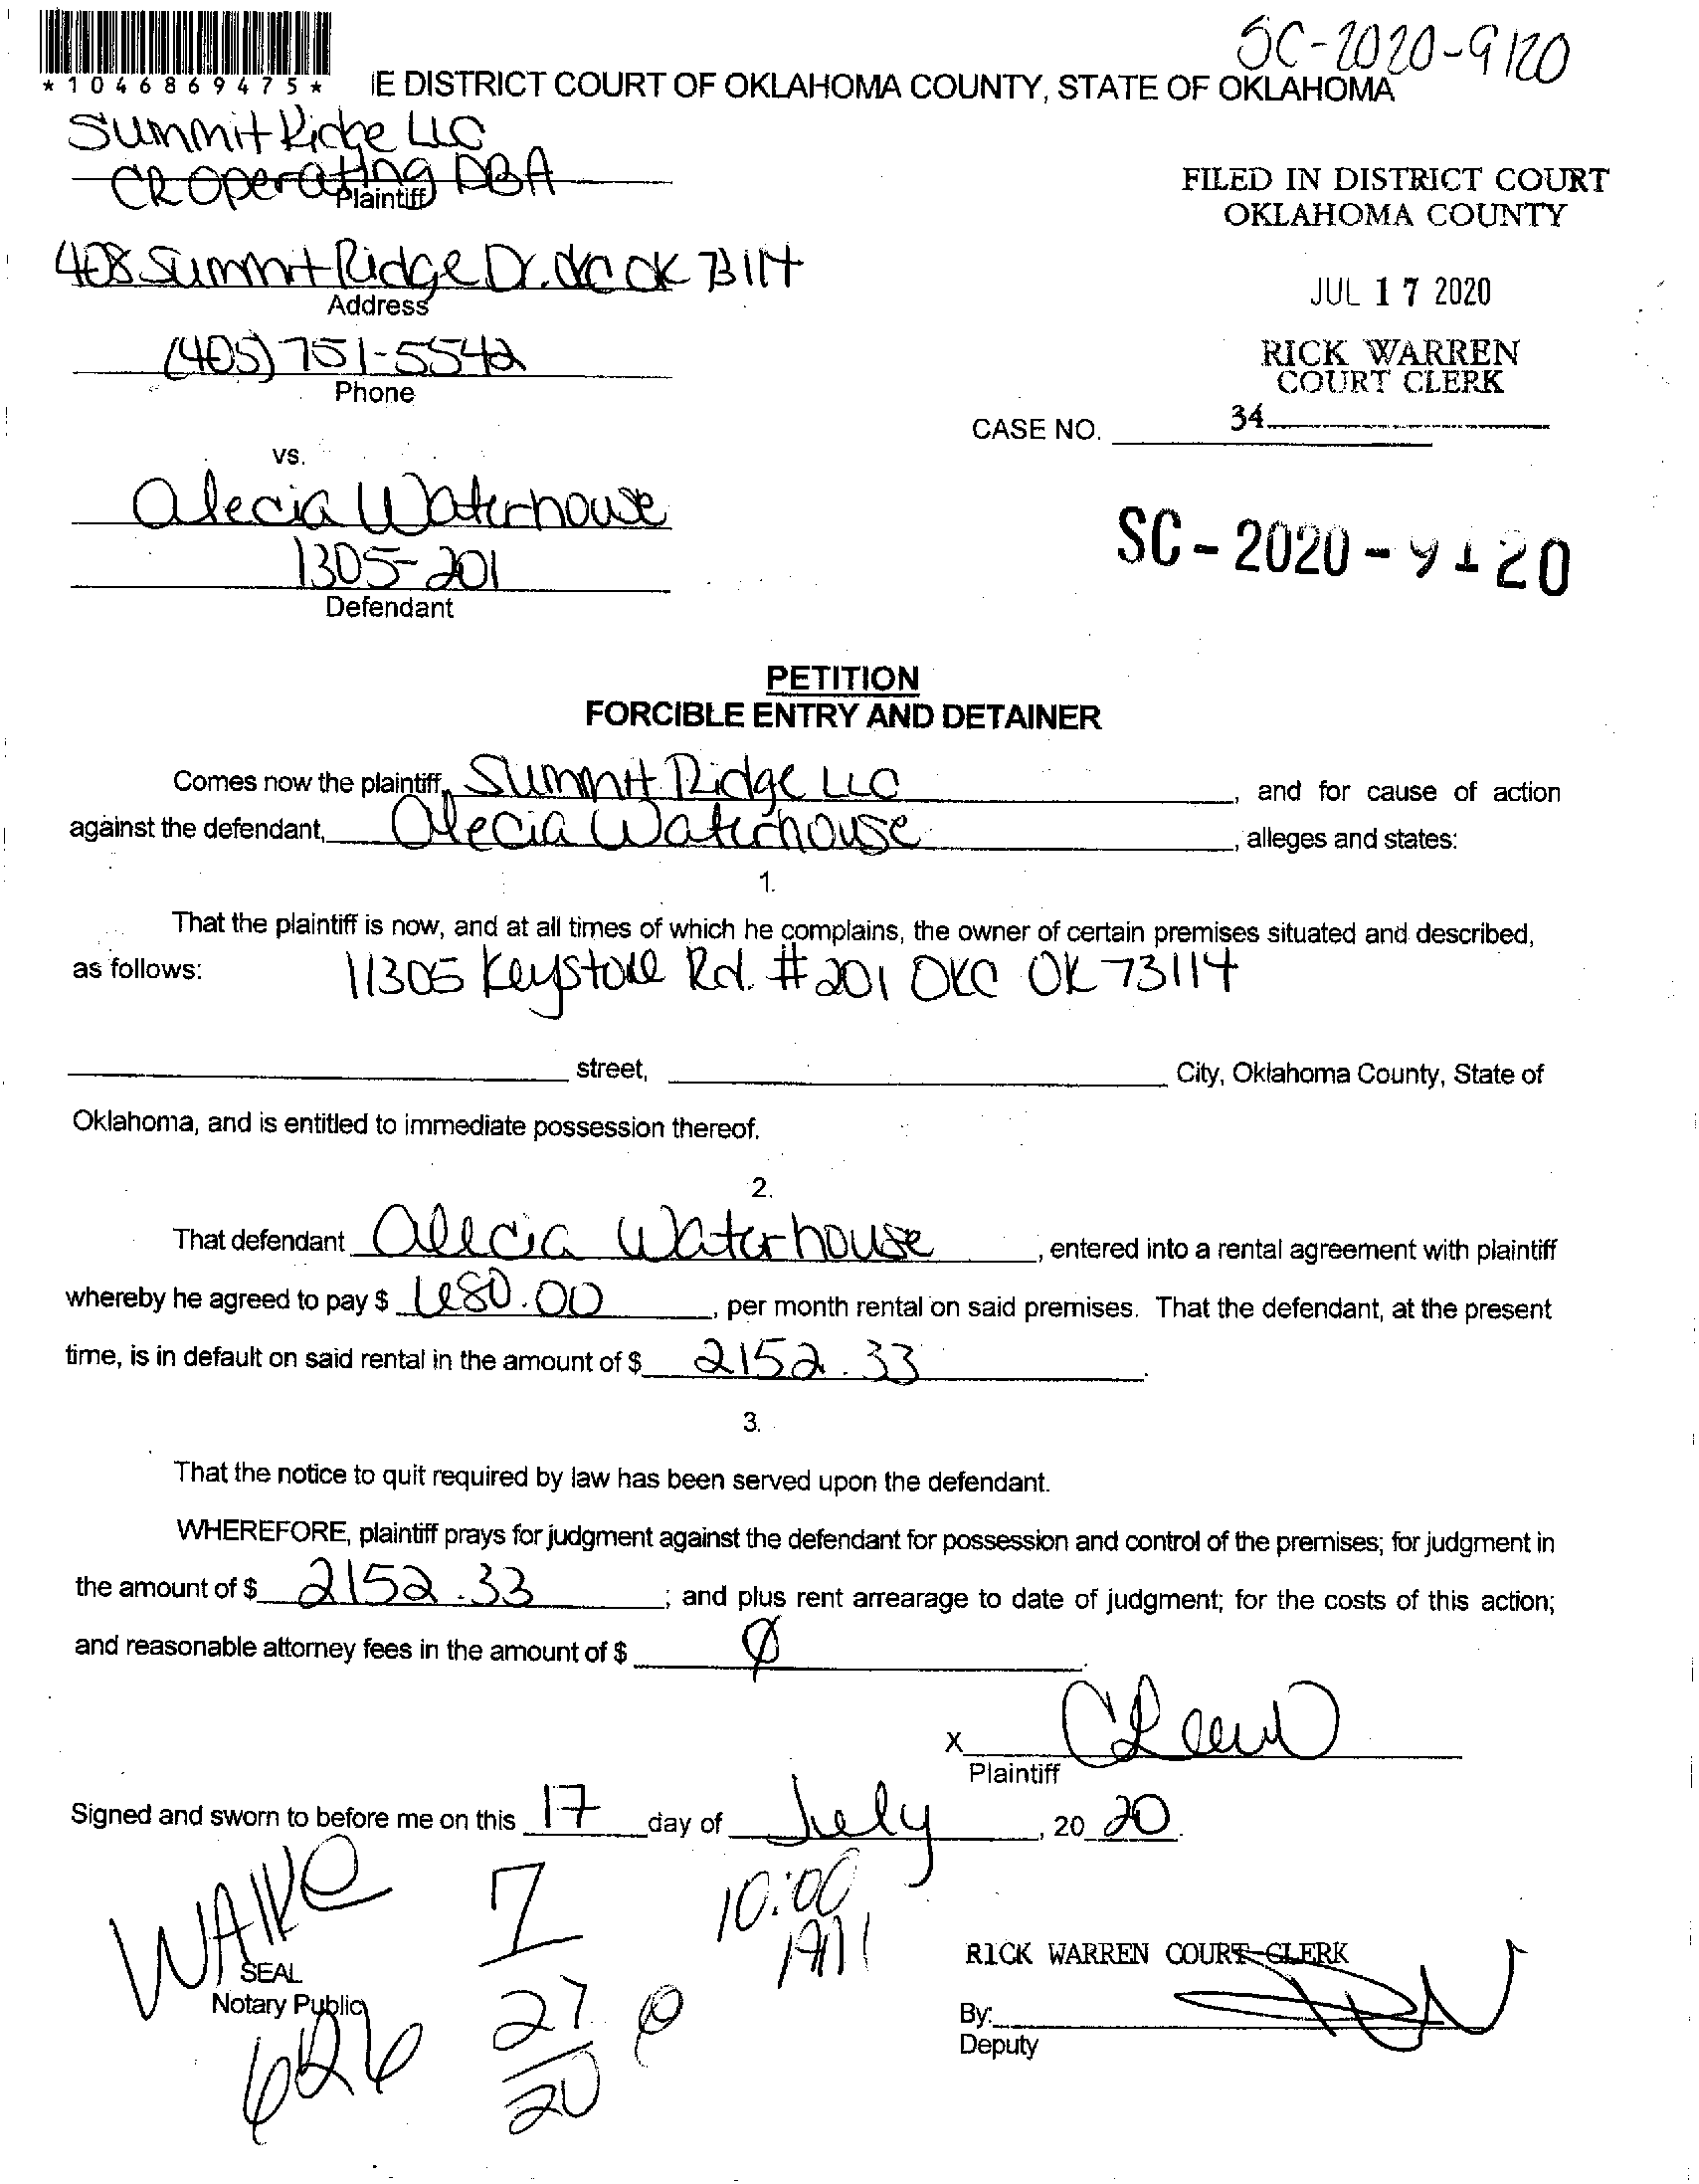 SC-2020-9120
*1046869475*
IE DISTRICT COURT OF OKLAHOMA COUNTY, STATE OF OKLAHOMA
Summit Ridge LLC
CR Operating DBA
Plaintiff
FILED IN DISTRICT COURT
OKLAHOMA COUNTY
408 Summit Ridge Dr. OKC OK 73114
Address
JUL 17 2020
(405) 751-5542
Phone
RICK WARREN
COURT CLERK
34
CASE NO.
vs.
Alecia Waterhouse
1305-201
Defendant
SC-2020-9120
PETITION
FORCIBLE ENTRY AND DETAINER
Comes now the plaintiff, Summit Ridge LLC, and for cause of action
against the defendant, Alecia Waterhouse, alleges and states:
1.
That the plaintiff is now, and at all times of which he complains, the owner of certain premises situated and described,
as follows: 11305 Keystone Rd. #201 OKC OK 73114
street, City, Oklahoma County, State of
Oklahoma, and is entitled to immediate possession thereof.
2.
That defendant Alecia Waterhouse, entered into a rental agreement with plaintiff
whereby he agreed to pay $ 680.00, per month rental on said premises. That the defendant, at the present
time, is in default on said rental in the amount of $ 2152.33.
3.
That the notice to quit required by law has been served upon the defendant.
WHEREFORE, plaintiff prays for judgment against the defendant for possession and control of the premises; for judgment in
the amount of $ 2152.33; and plus rent arrearage to date of judgment; for the costs of this action;
and reasonable attorney fees in the amount of $ Ø.
X
Plaintiff
Signed and sworn to before me on this 17 day of July, 20 20.
WAIVE
7
27
20
@
10:00
AM
SEAL
Notary Public
626
RICK WARREN COURT CLERK
By:
Deputy